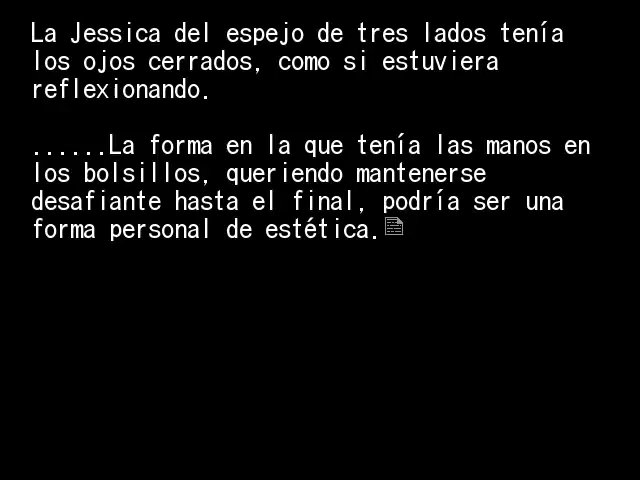 La Jessica del espejo de tres lados tenía
los ojos cerrados, como si estuviera
reflexionando.
......La forma en la que tenía las manos en
los bolsillos, queriendo mantenerse
desafiante hasta el final, podría ser una
forma personal de estética.